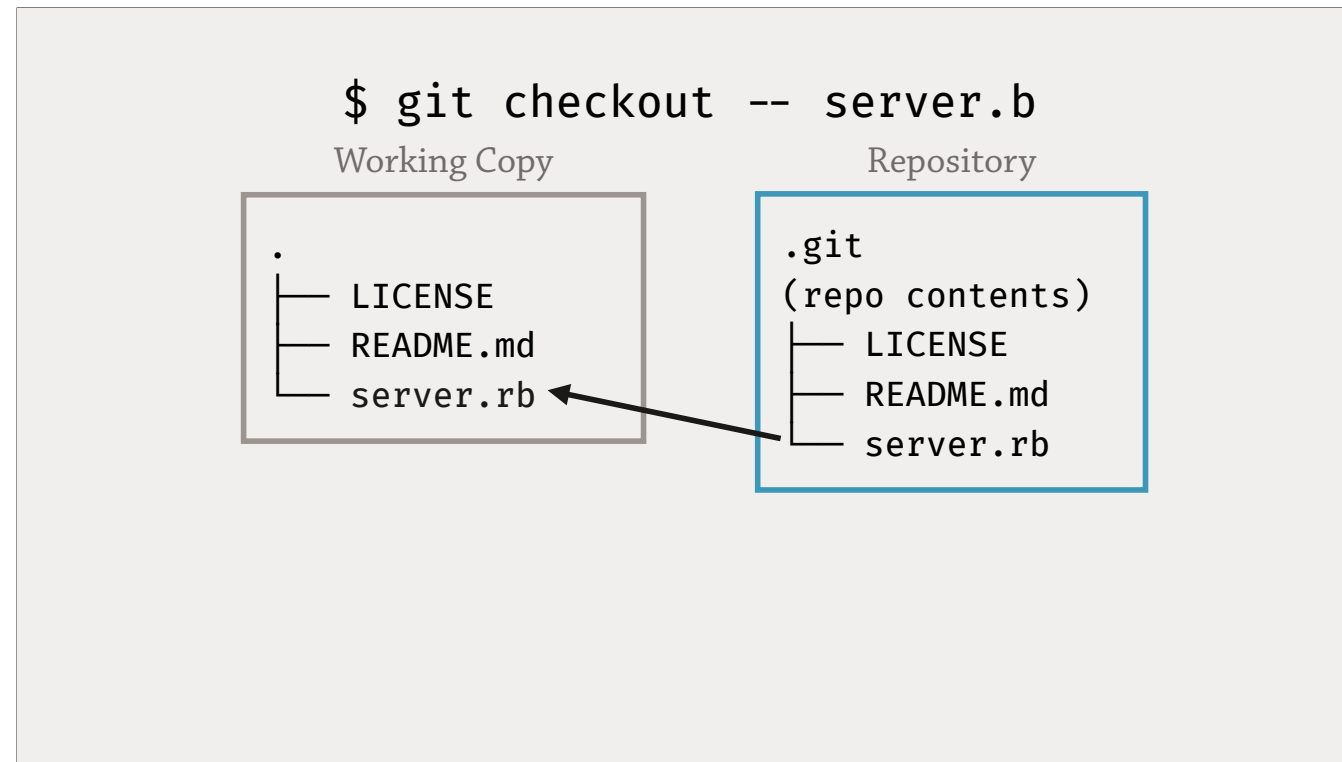 $ git checkout -- server.b
Working Copy
.
├── LICENSE
├── README.md
└── server.rb
Repository
.git
(repo contents)
├── LICENSE
├── README.md
└── server.rb